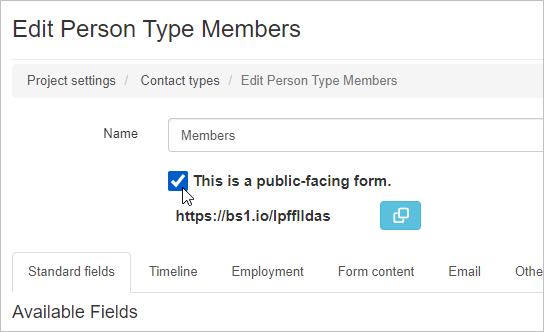 Edit Person Type Members
Project settings / Contact types / Edit Person Type Members
Name Members
This is a public-facing form.
https://bs1.io/lpfflldas
Standard fields Timeline Employment Form content Email Othe
Available Fields